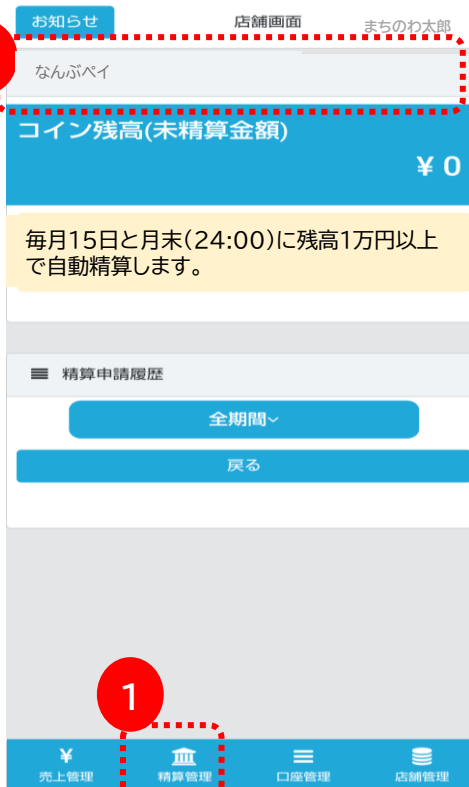 お知らせ 店舗画面 まちのわ太郎
なんぶペイ
コイン残高(未精算金額)
¥ 0
毎月15日と月末(24:00)に残高1万円以上
で自動精算します。
精算申請履歴
全期間
戻る
1
¥
売上管理 精算管理 口座管理 店舗管理